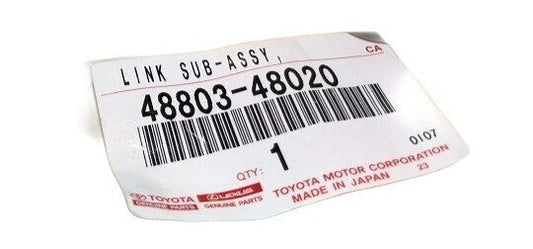 LINK SUB-ASSY,
CA
48803-48020
0107
QTY: 1
TOYOTA GENUINE PARTS
LEXUS GENUINE PARTS
TOYOTA MOTOR CORPORATION
MADE IN JAPAN 23